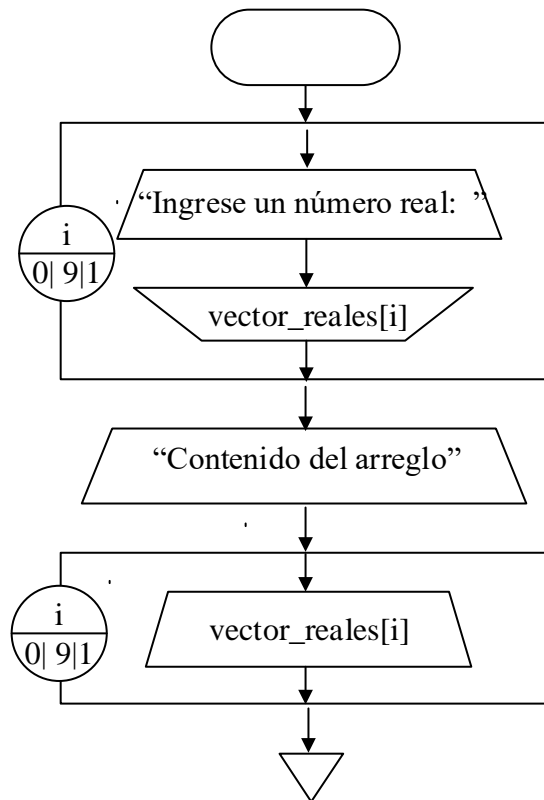 “Ingrese un número real:  ”
i
0| 9|1
vector_reales[i]
“Contenido del arreglo”
i
0| 9|1
vector_reales[i]